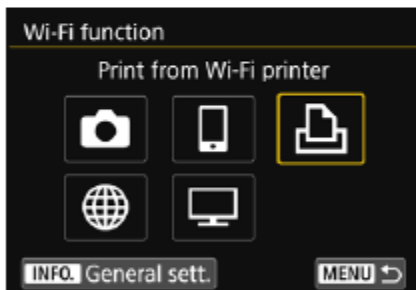 Wi-Fi function
Print from Wi-Fi printer
INFO. General sett.
MENU